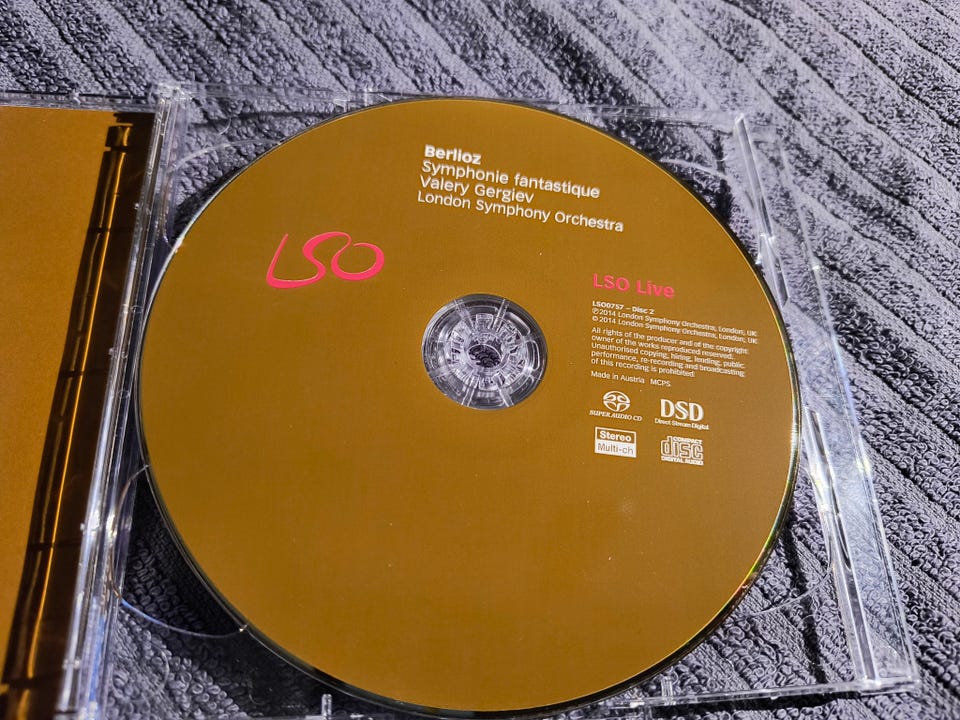 Berlioz
Symphonie fantastique
Valery Gergiev
London Symphony Orchestra
LSO
LSO Live
LSO0757 – Disc 2
℗ 2014 London Symphony Orchestra, London, UK
© 2014 London Symphony Orchestra, London, UK
All rights of the producer and of the copyright
owner of the works reproduced reserved.
Unauthorised copying, hiring, lending, public
performance, re-recording and broadcasting
of this recording is prohibited
Made in Austria MCPS
SUPER AUDIO CD
DSD
Direct Stream Digital
Stereo
Multi-ch
COMPACT
disc
DIGITAL AUDIO